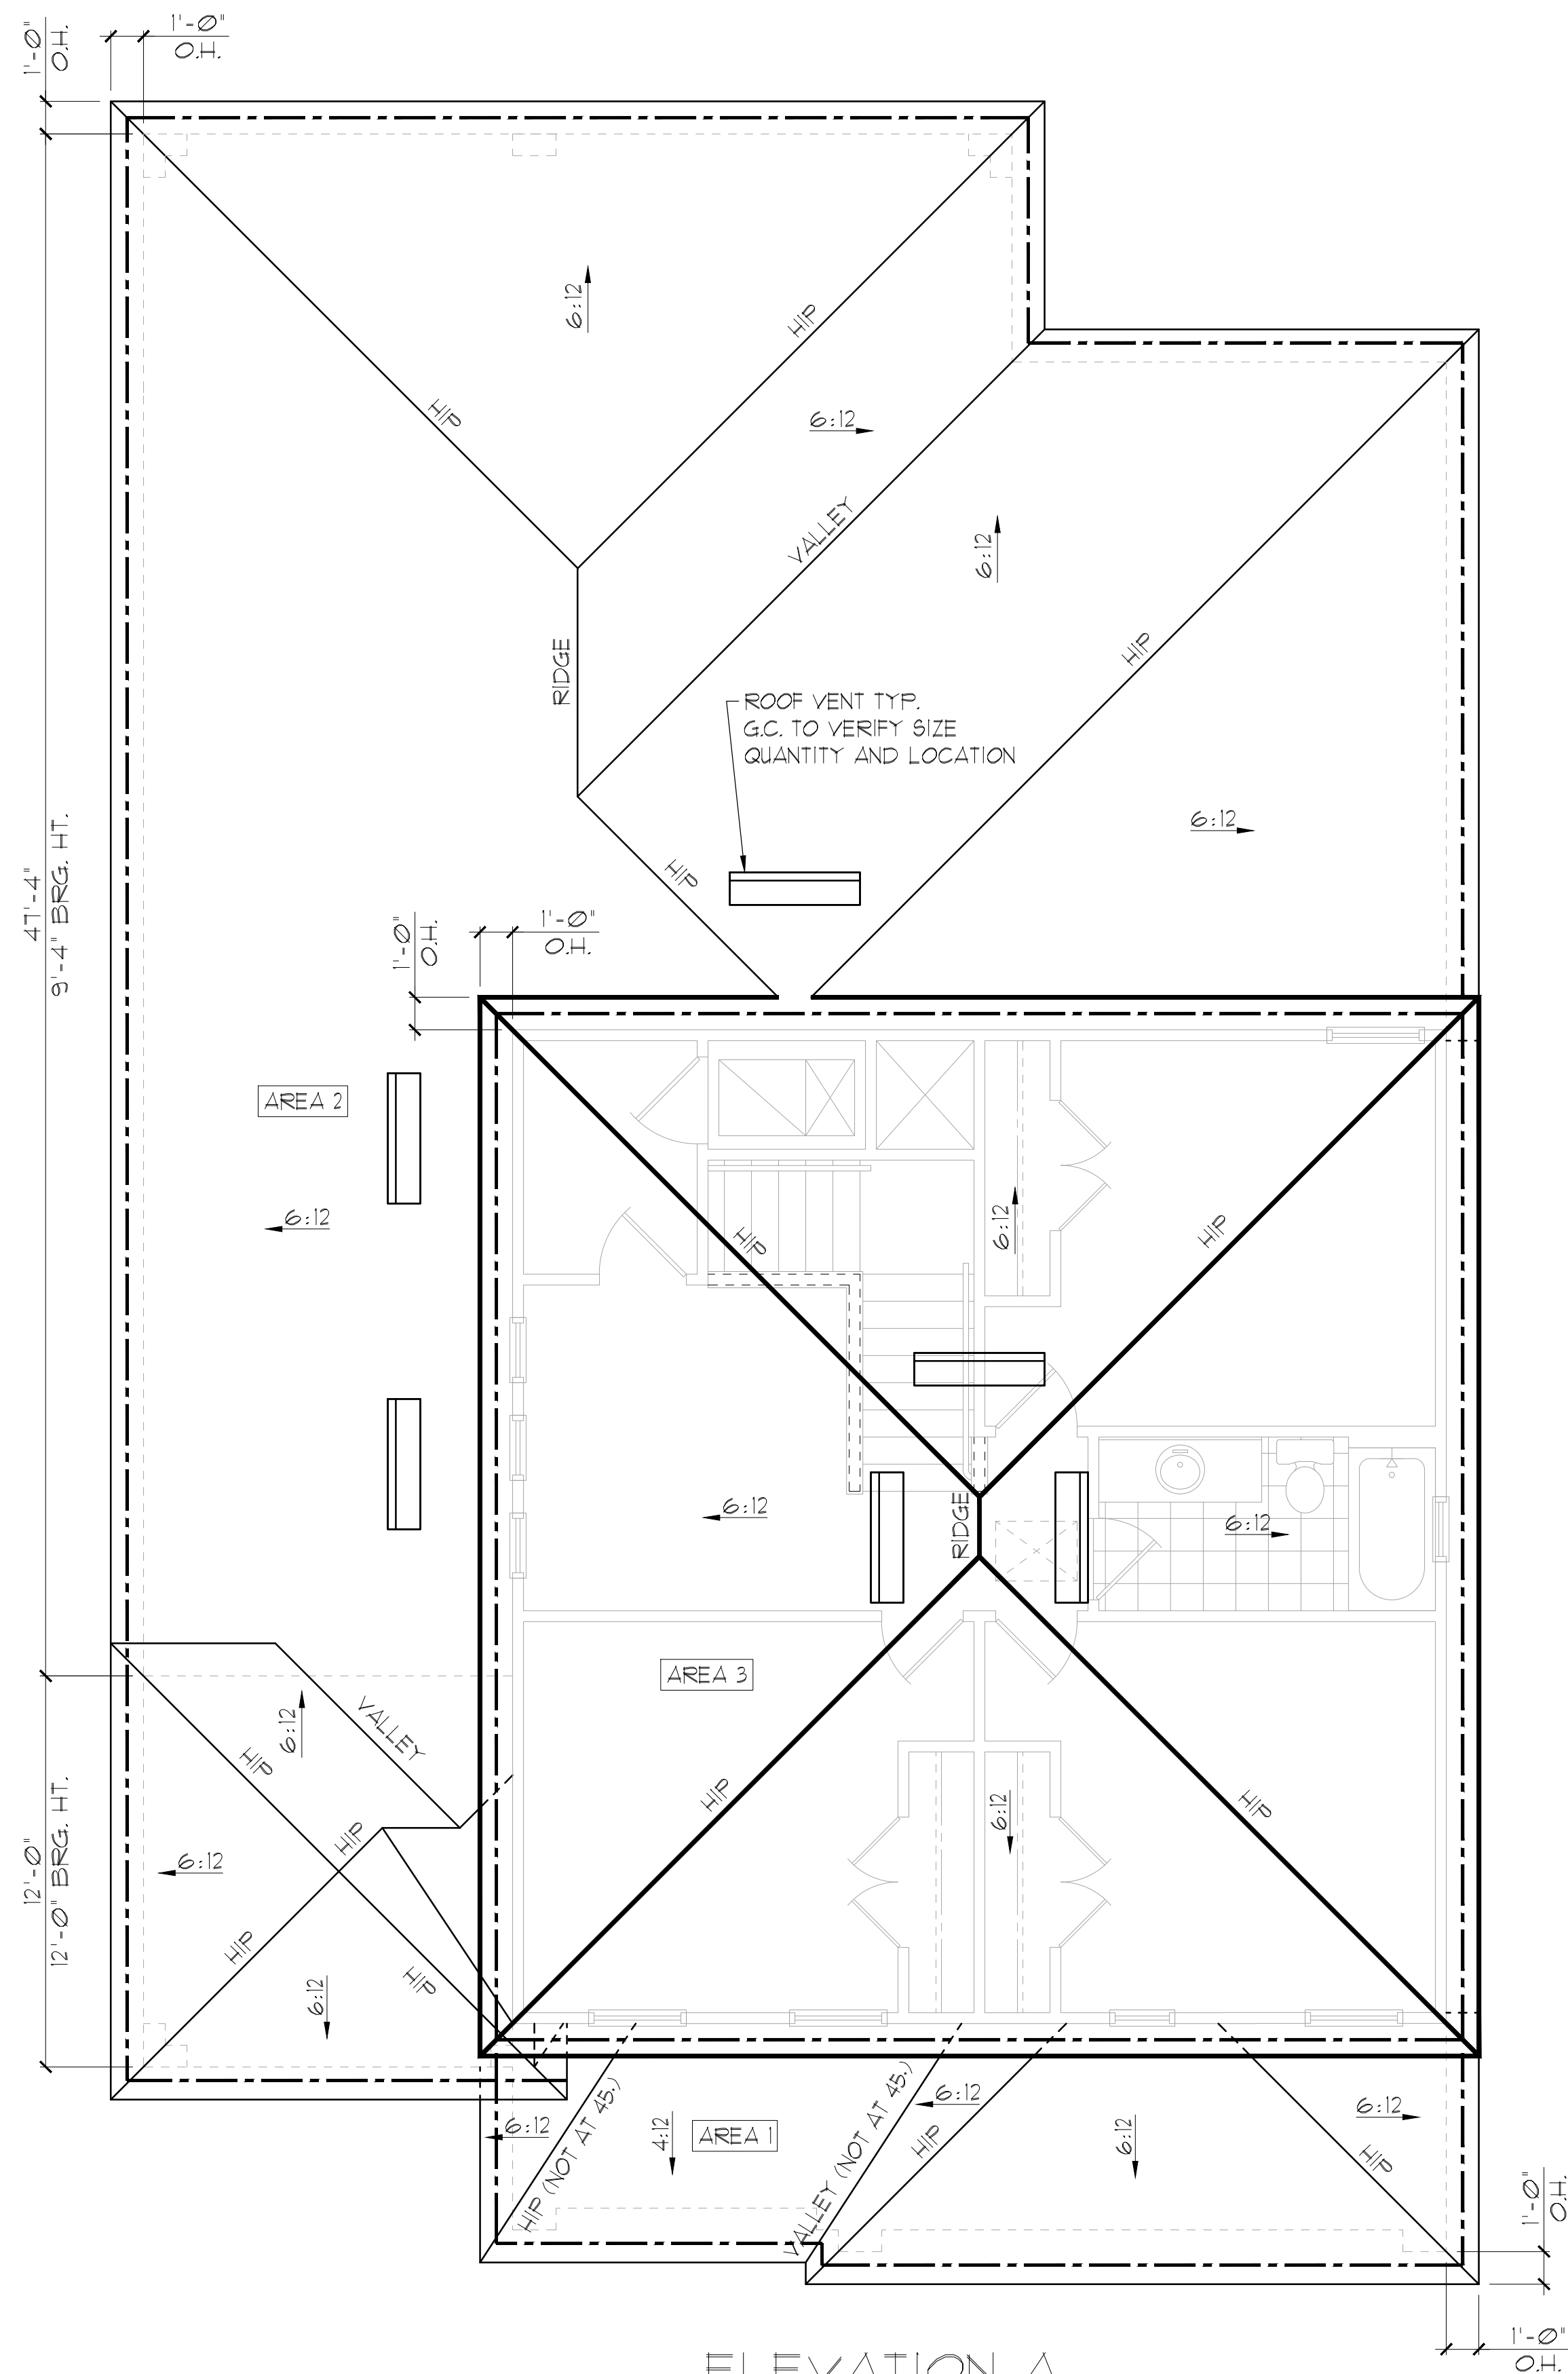 1'-0"
O.H.
1'-0"
O.H.
6:12
HIP
HIP
6:12
VALLEY
6:12
HIP
RIDGE
ROOF VENT TYP.
G.C. TO VERIFY SIZE
QUANTITY AND LOCATION
6:12
HIP
47'-4"
9'-4" BRG. HT.
1'-0"
O.H.
1'-0"
O.H.
AREA 2
6:12
HIP
6:12
HIP
6:12
RIDGE
6:12
AREA 3
6:12
VALLEY
HIP
HIP
HIP
6:12
HIP
6:12
HIP
12'-0"
12'-0" BRG. HT.
HIP
HIP
6:12
6:12
HIP (NOT AT 45.)
4:12
AREA 1
VALLEY (NOT AT 45.)
6:12
HIP
6:12
HIP
6:12
1'-0"
O.H.
1'-0"
O.H.
ELEVATION A